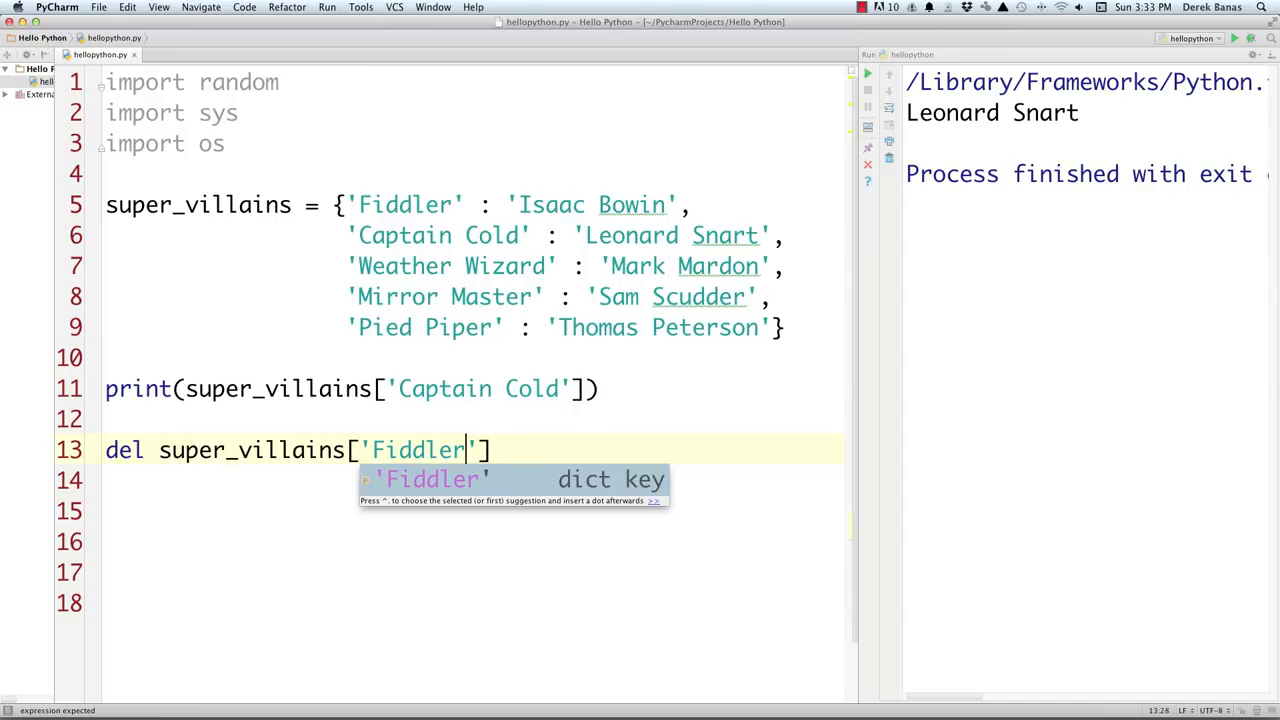 PyCharm File Edit View Navigate Code Refactor Run Tools VCS Window Help 10 Sun 3:33 PM Derek Banas
hellopython.py – Hello Python – [~/PycharmProjects/Hello Python]
Hello Python hellopython.py hellopython
hellopython.py Run hellopython
Hello P
hell
Externa
1 import random
2 import sys
3 import os
4
5 super_villains = {'Fiddler' : 'Isaac Bowin',
6 'Captain Cold' : 'Leonard Snart',
7 'Weather Wizard' : 'Mark Mardon',
8 'Mirror Master' : 'Sam Scudder',
9 'Pied Piper' : 'Thomas Peterson'}
10
11 print(super_villains['Captain Cold'])
12
13 del super_villains['Fiddler']
14
'Fiddler' dict key
Press ^. to choose the selected (or first) suggestion and insert a dot afterwards >>
15
16
17
18
/Library/Frameworks/Python.
Leonard Snart
Process finished with exit
expression expected 13:28 LF UTF-8